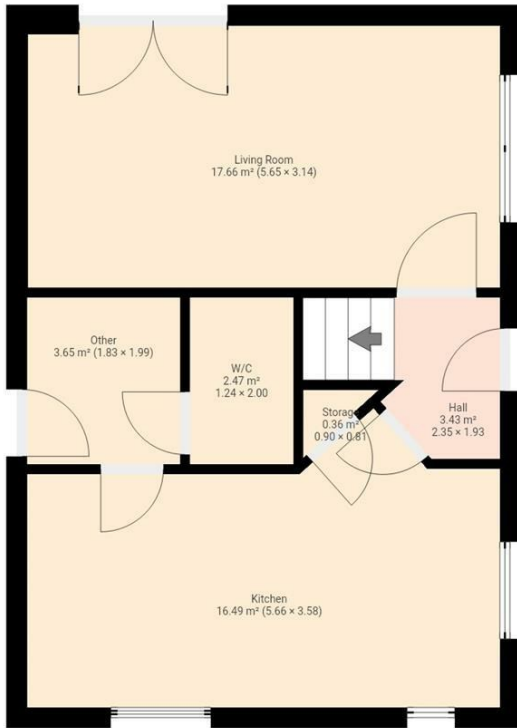 Living Room
17.66 m² (5.65 × 3.14)
Other
3.65 m² (1.83 × 1.99)
W/C
2.47 m²
1.24 × 2.00
Storage
0.36 m²
0.90 × 0.81
Hall
3.43 m²
2.35 × 1.93
Kitchen
16.49 m² (5.66 × 3.58)